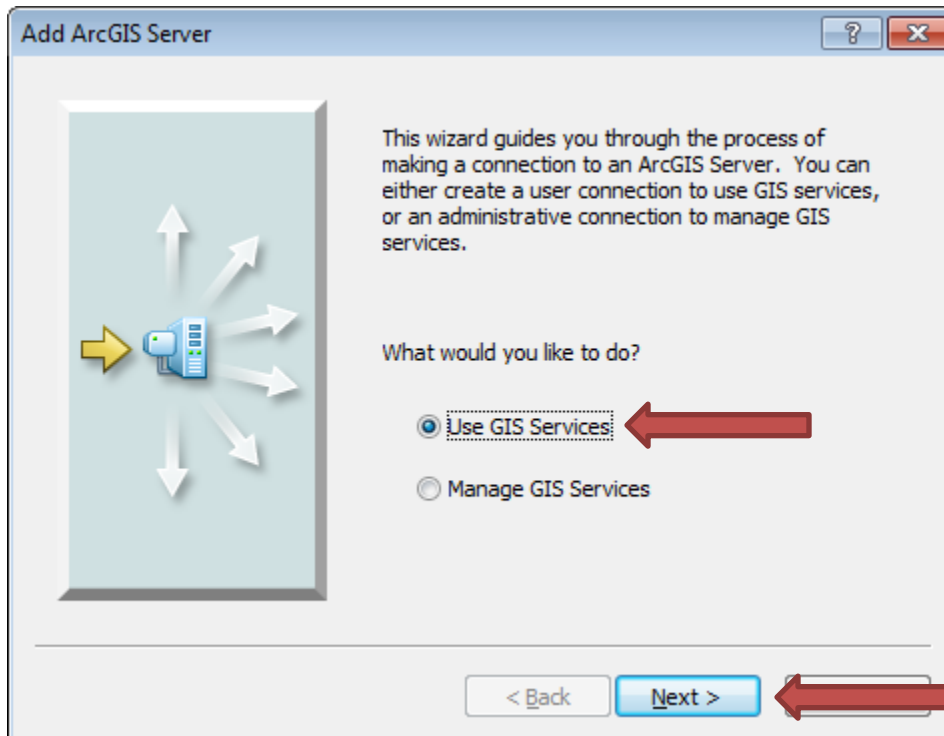 Add ArcGIS Server
?
This wizard guides you through the process of
making a connection to an ArcGIS Server. You can
either create a user connection to use GIS services,
or an administrative connection to manage GIS
services.
What would you like to do?
Use GIS Services
Manage GIS Services
< Back Next >